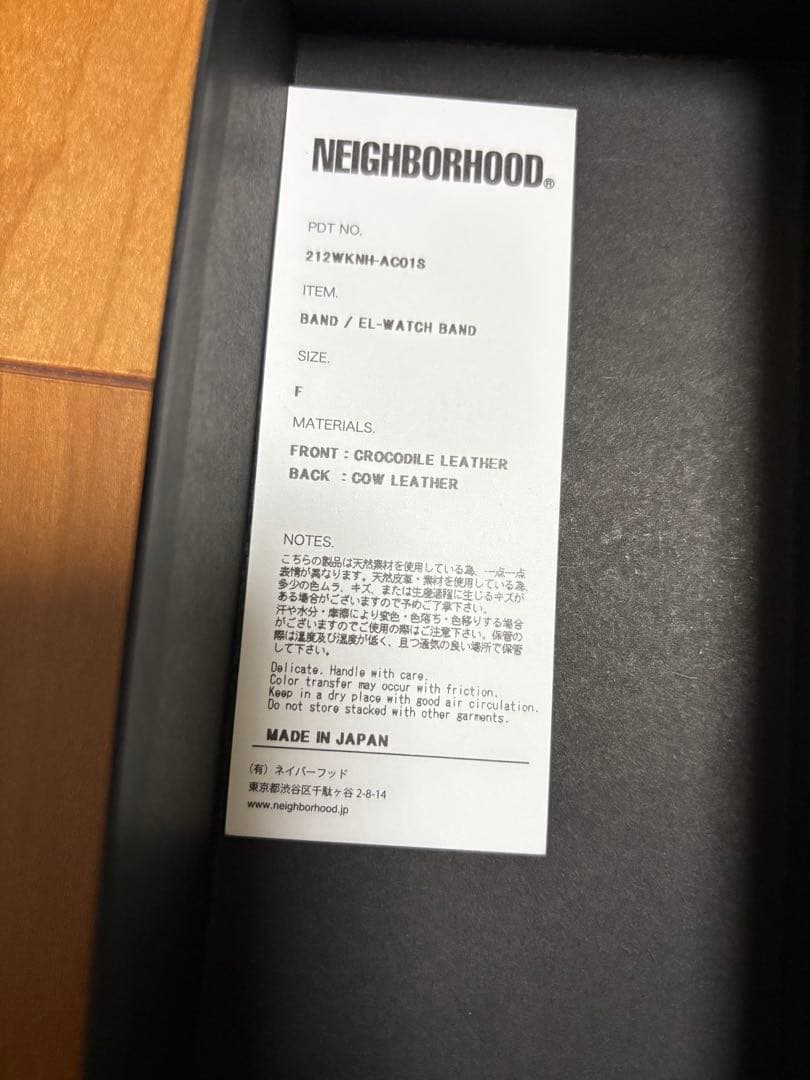 NEIGHBORHOOD®
PDT NO.
212WKNH-AC01S
ITEM.
BAND / EL-WATCH BAND
SIZE.
F
MATERIALS.
FRONT : CROCODILE LEATHER
BACK : COW LEATHER
NOTES.
こちらの製品は天然素材を使用している為、一点一点
表情が異なります。天然皮革・素材を使用している為、
多少の色ムラ、キズ、または生産過程に生じるキズが
ある場合がございますので予めご了承下さい。
汗や水分・摩擦により変色・色落ち・色移りする場合
がございますのでご使用の際はご注意下さい。保管の
際は温度及び湿度が低く、且つ通気の良い場所で保管
して下さい。
Delicate. Handle with care.
Color transfer may occur with friction.
Keep in a dry place with good air circulation.
Do not store stacked with other garments.
MADE IN JAPAN
(有) ネイバーフッド
東京都渋谷区千駄ヶ谷 2-8-14
www.neighborhood.jp